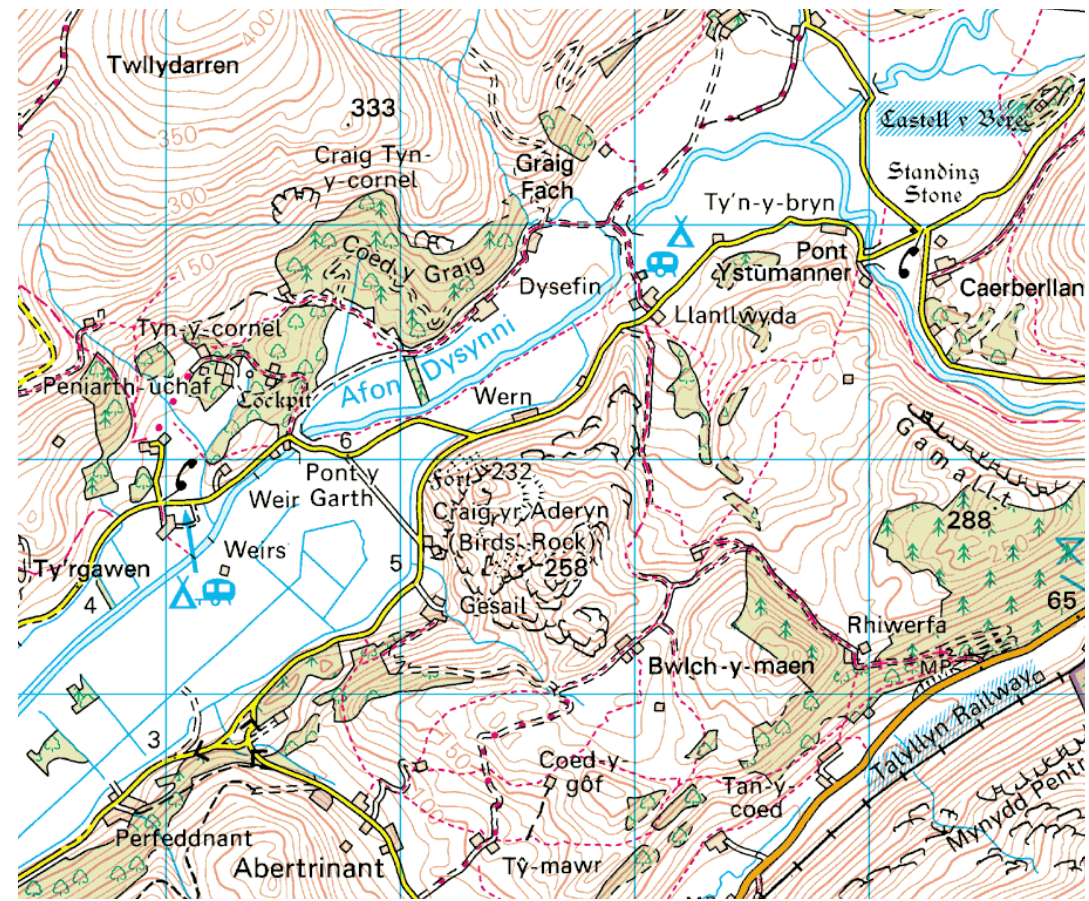 400
Twllydarren
333
350
Craig Tyn-
y-cornel
Graig
Fach
Castell y Bere
Standing
Stone
300
Ty'n-y-bryn
Pont
Ystumanner
Coed y Graig
150
Dysefin
Caerberllan
Llanllwyda
Tyn-y-cornel
Peniarth-uchaf
Cockpit
Afon Dysynni
Wern
6
Pont y
Garth
Weir
Fort
232
Gamallt
Craig yr Aderyn
(Birds' Rock)
258
288
Weirs
Ty'rgawen
5
4
Gesail
65
Rhiwerfa
Bwlch-y-maen
MP
Talyllyn Railway
3
150
Coed-y-
gôf
Tan-y-
coed
Mynydd Pentre
Perfeddnant
Abertrinant
Tŷ-mawr